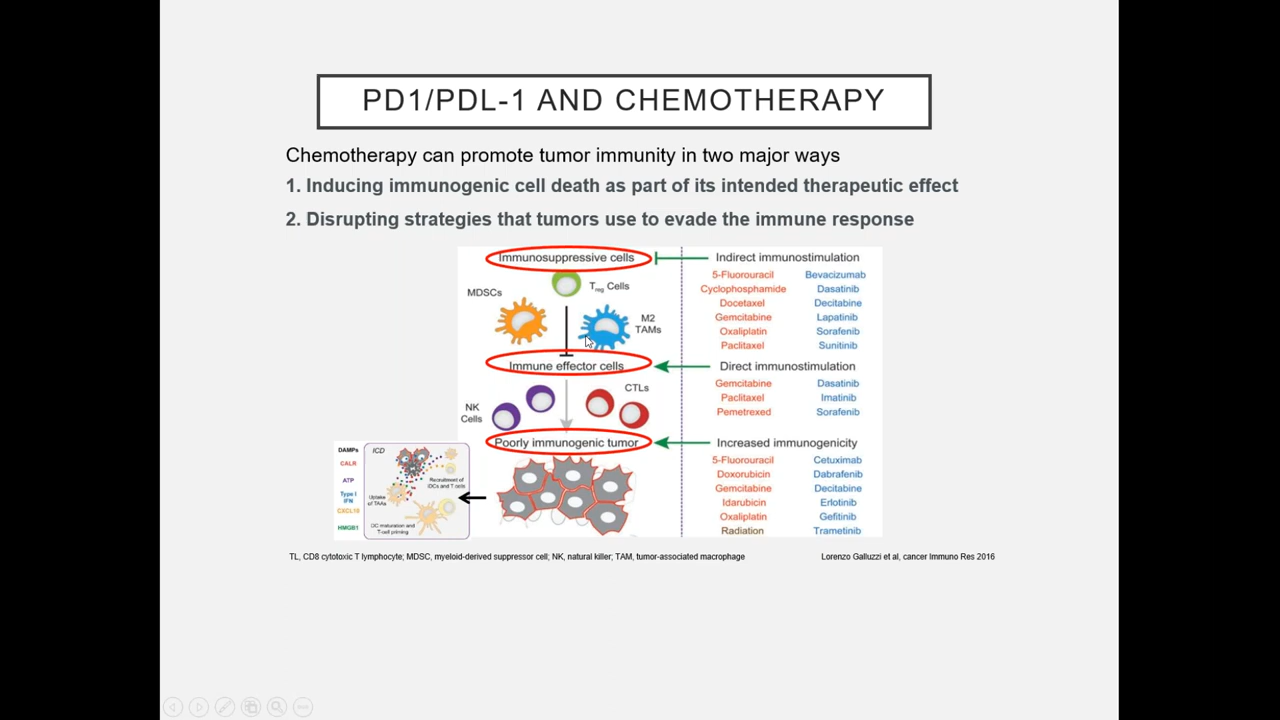 PD1/PDL-1 AND CHEMOTHERAPY
Chemotherapy can promote tumor immunity in two major ways
1. Inducing immunogenic cell death as part of its intended therapeutic effect
2. Disrupting strategies that tumors use to evade the immune response
Immunosuppressive cells
MDSCs
Treg Cells
M2
TAMs
Immune effector cells
CTLs
NK
Cells
Poorly immunogenic tumor
Indirect immunostimulation
5-Fluorouracil Bevacizumab
Cyclophosphamide Dasatinib
Docetaxel Decitabine
Gemcitabine Lapatinib
Oxaliplatin Sorafenib
Paclitaxel Sunitinib
Direct immunostimulation
Gemcitabine Dasatinib
Paclitaxel Imatinib
Pemetrexed Sorafenib
Increased immunogenicity
5-Fluorouracil Cetuximab
Doxorubicin Dabrafenib
Gemcitabine Decitabine
Idarubicin Erlotinib
Oxaliplatin Gefitinib
Radiation Trametinib
DAMPs
CALR
ATP
Type I
IFN
CXCL10
HMGB1
ICD
Recruitment of
iDCs and T cells
Uptake
of TAAs
DC maturation and
T-cell priming
TL, CD8 cytotoxic T lymphocyte; MDSC, myeloid-derived suppressor cell; NK, natural killer; TAM, tumor-associated macrophage
Lorenzo Galluzzi et al, cancer Immuno Res 2016